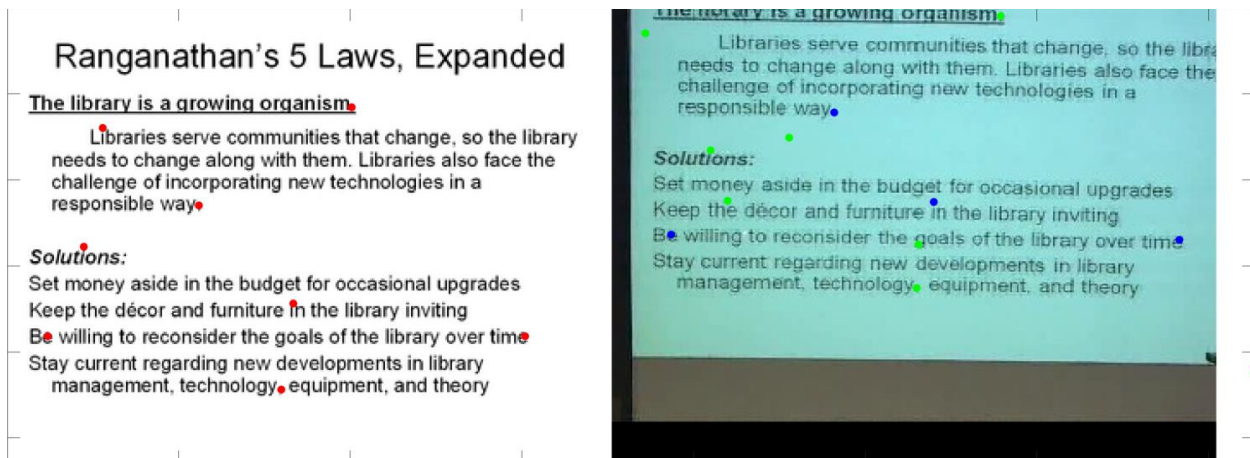 Ranganathan's 5 Laws, Expanded
The library is a growing organism.
Libraries serve communities that change, so the library
needs to change along with them. Libraries also face the
challenge of incorporating new technologies in a
responsible way.
Solutions:
Set money aside in the budget for occasional upgrades
Keep the décor and furniture in the library inviting
Be willing to reconsider the goals of the library over time
Stay current regarding new developments in library
management, technology, equipment, and theory
The library is a growing organism.
Libraries serve communities that change, so the libra
needs to change along with them. Libraries also face the
challenge of incorporating new technologies in a
responsible way.
Solutions:
Set money aside in the budget for occasional upgrades
Keep the décor and furniture in the library inviting
Be willing to reconsider the goals of the library over time
Stay current regarding new developments in library
management, technology, equipment, and theory